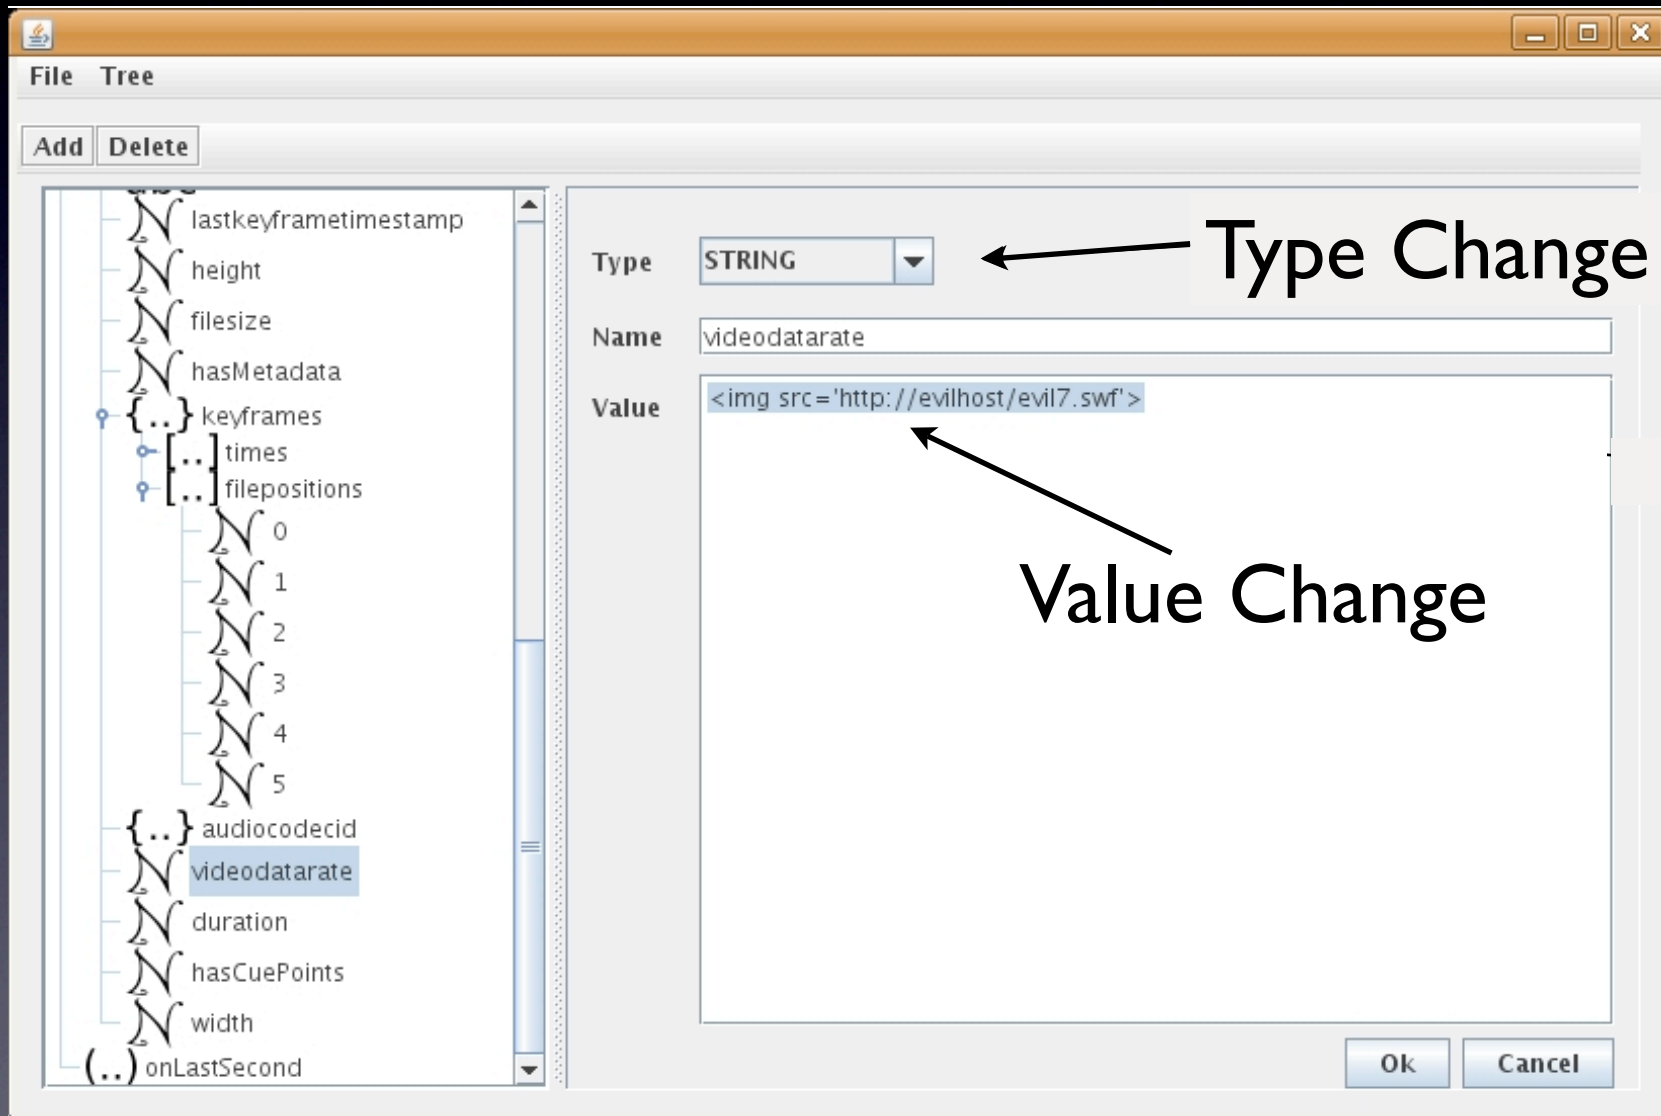 File Tree
Add Delete
lastkeyframetimestamp
height
filesize
hasMetadata
{..} keyframes
[..] times
[..] filepositions
N 0
N 1
N 2
N 3
N 4
N 5
{..} audiocodecid
N videodatarate
N duration
N hasCuePoints
N width
(..) onLastSecond
Type STRING
Type Change
Name videodatarate
Value <img src='http://evilhost/evil7.swf'>
Value Change
Ok Cancel